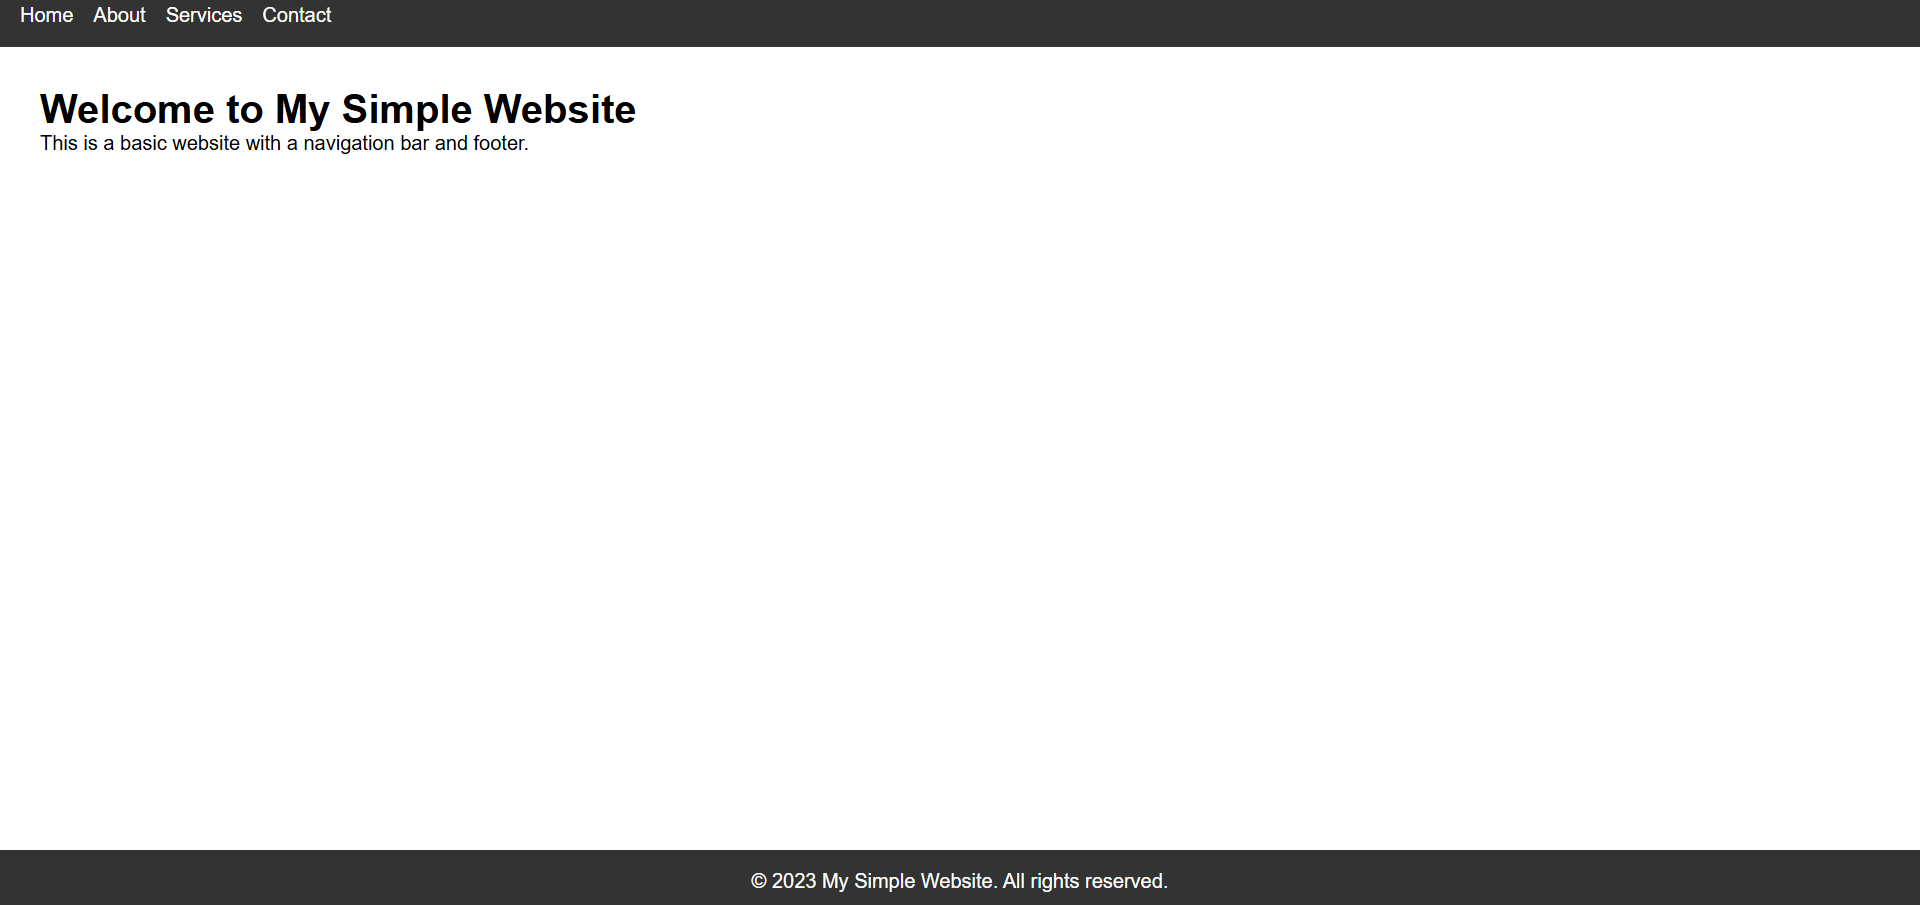 Home About Services Contact
Welcome to My Simple Website
This is a basic website with a navigation bar and footer.
© 2023 My Simple Website. All rights reserved.